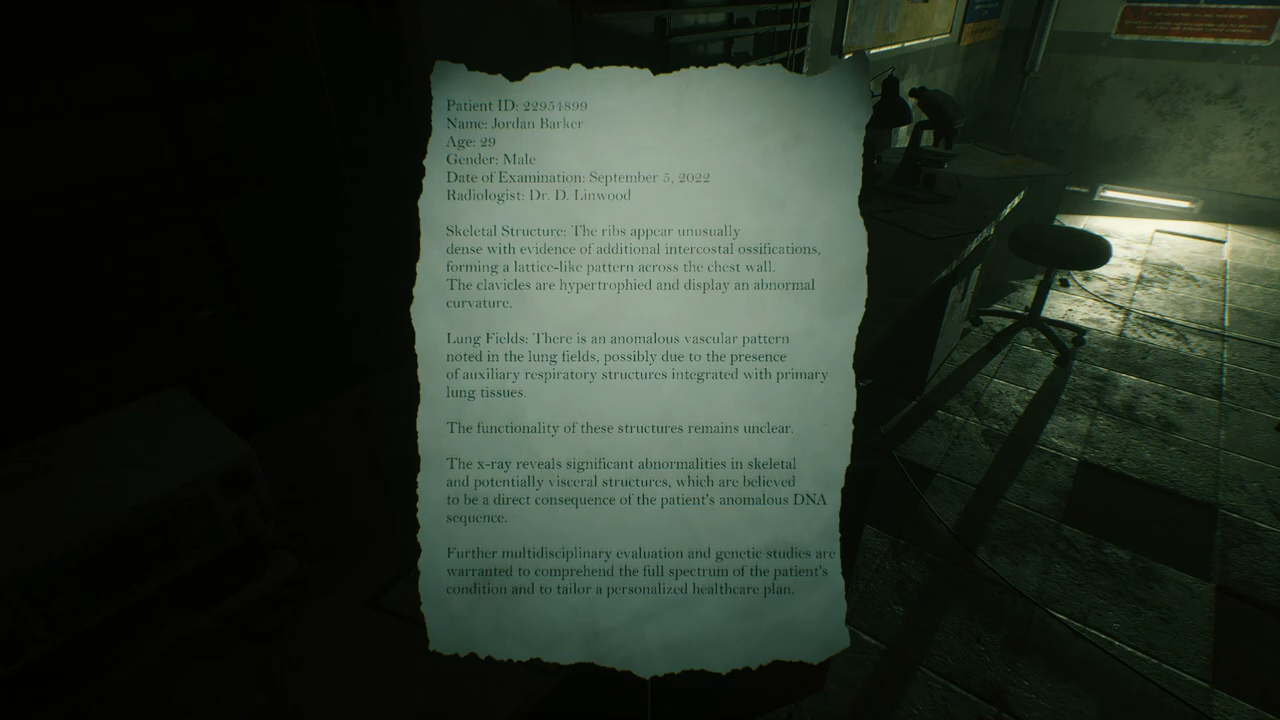 Patient ID: 22954899
Name: Jordan Barker
Age: 29
Gender: Male
Date of Examination: September 5, 2022
Radiologist: Dr. D. Linwood
Skeletal Structure: The ribs appear unusually
dense with evidence of additional intercostal ossifications,
forming a lattice-like pattern across the chest wall.
The clavicles are hypertrophied and display an abnormal
curvature.
Lung Fields: There is an anomalous vascular pattern
noted in the lung fields, possibly due to the presence
of auxiliary respiratory structures integrated with primary
lung tissues.
The functionality of these structures remains unclear.
The x-ray reveals significant abnormalities in skeletal
and potentially visceral structures, which are believed
to be a direct consequence of the patient's anomalous DNA
sequence.
Further multidisciplinary evaluation and genetic studies are
warranted to comprehend the full spectrum of the patient's
condition and to tailor a personalized healthcare plan.